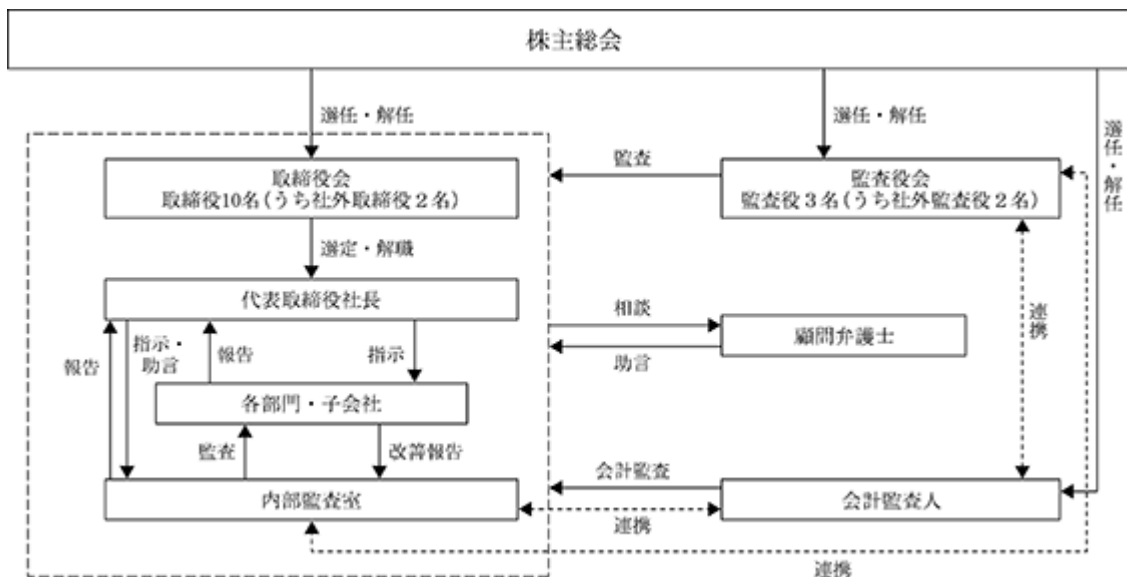 株主総会
選任・解任
選任・解任
選任・解任
取締役会
取締役10名(うち社外取締役２名)
監査
監査役会
監査役３名(うち社外監査役２名)
選定・解職
代表取締役社長
報告
指示・
助言
報告
指示
相談
顧問弁護士
助言
連携
各部門・子会社
監査
改善報告
会計監査
内部監査室
会計監査人
連携
連携